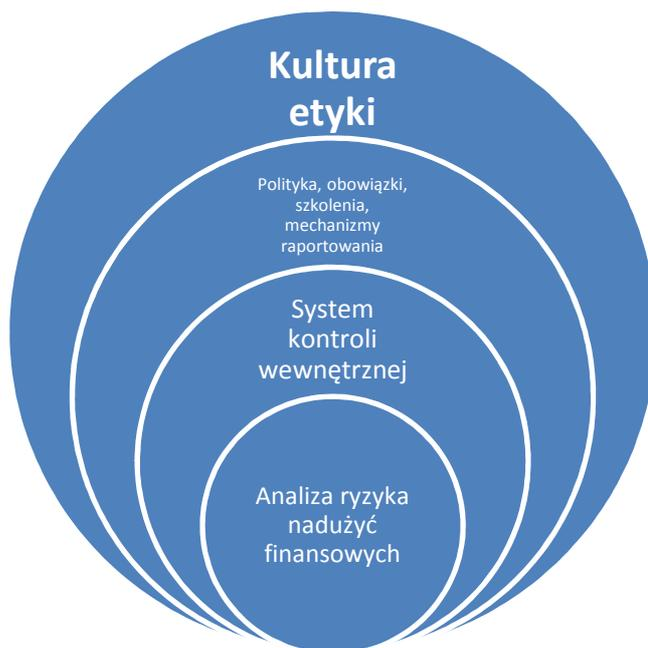 Kultura
etyki
Polityka, obowiązki,
szkolenia,
mechanizmy
raportowania
System
kontroli
wewnętrznej
Analiza ryzyka
nadużyć
finansowych